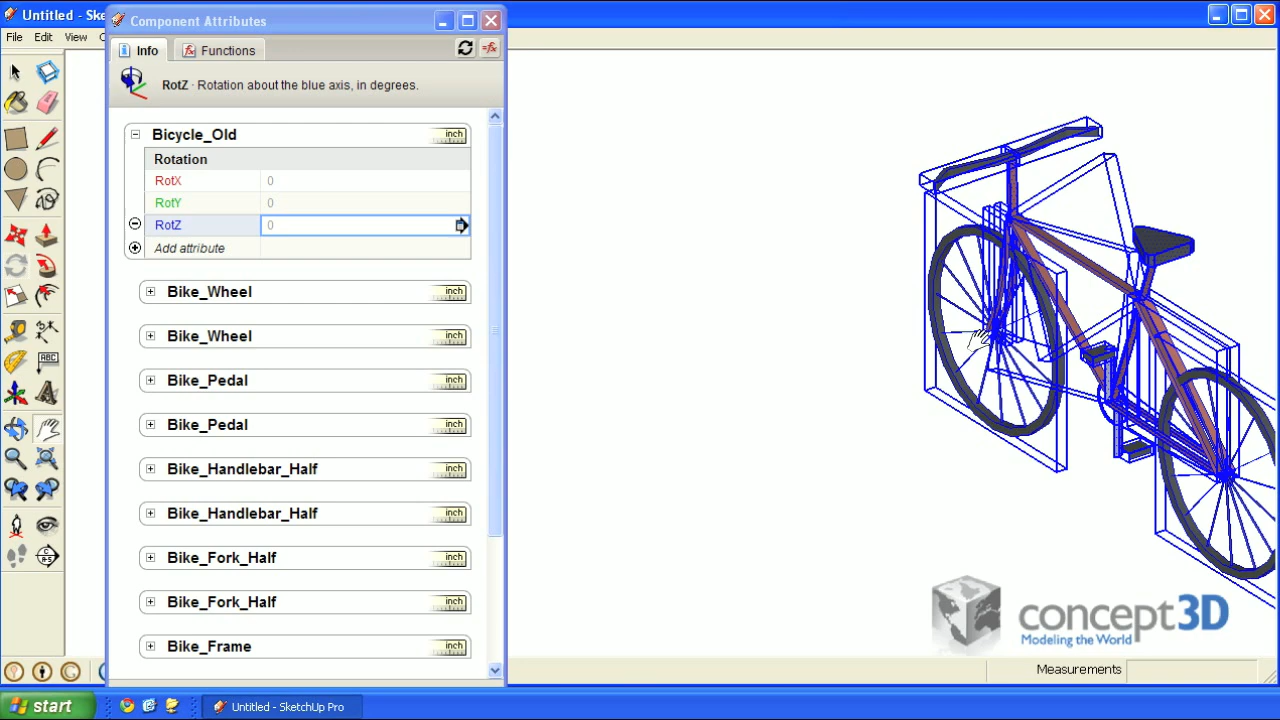 Untitled - Ske
Component Attributes
File Edit View
Info
Functions
RotZ · Rotation about the blue axis, in degrees.
Bicycle_Old
inch
Rotation
RotX 0
RotY 0
RotZ 0
Add attribute
Bike_Wheel inch
Bike_Wheel inch
Bike_Pedal inch
Bike_Pedal inch
Bike_Handlebar_Half inch
Bike_Handlebar_Half inch
Bike_Fork_Half inch
Bike_Fork_Half inch
Bike_Frame inch
ABC
concept3D
Modeling the World
Measurements
start
Untitled - SketchUp Pro